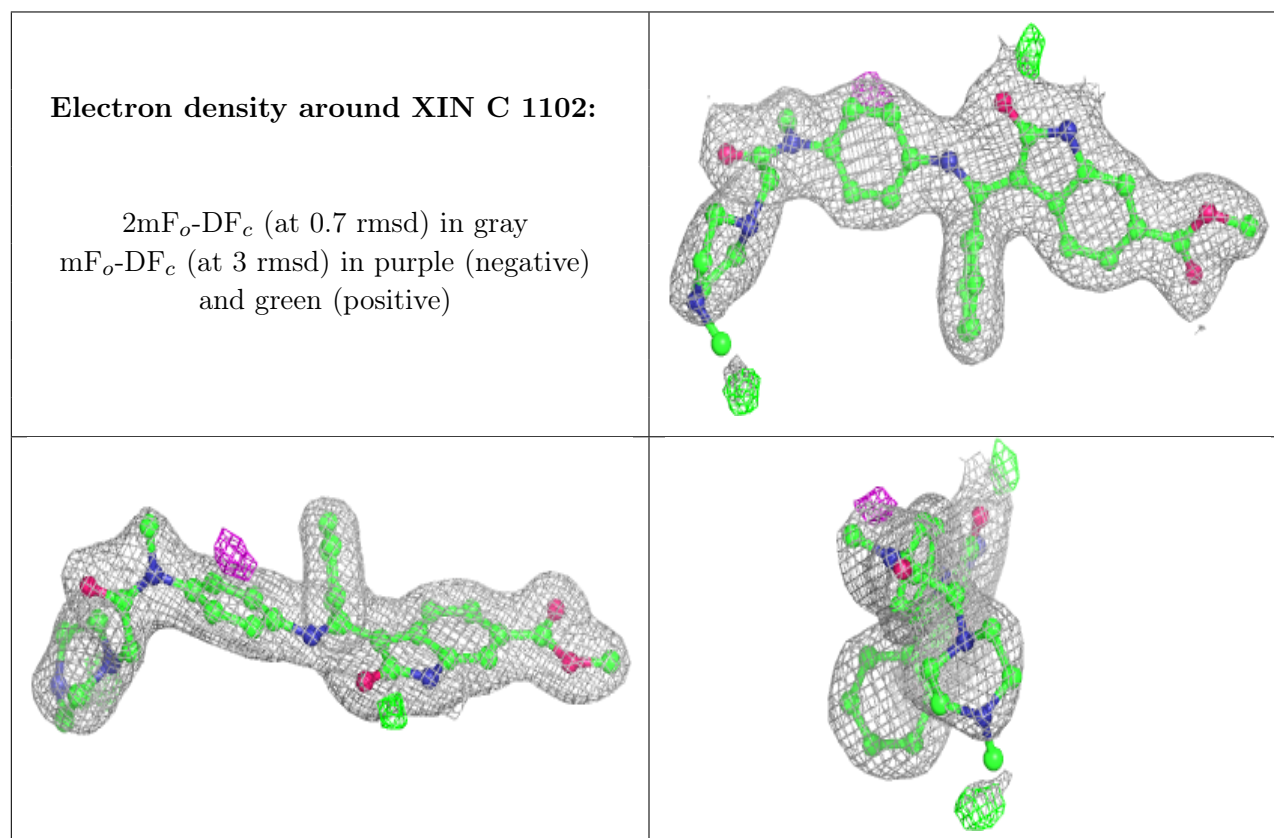 Electron density around XIN C 1102:
2mFo-DFc (at 0.7 rmsd) in gray
mFo-DFc (at 3 rmsd) in purple (negative)
and green (positive)